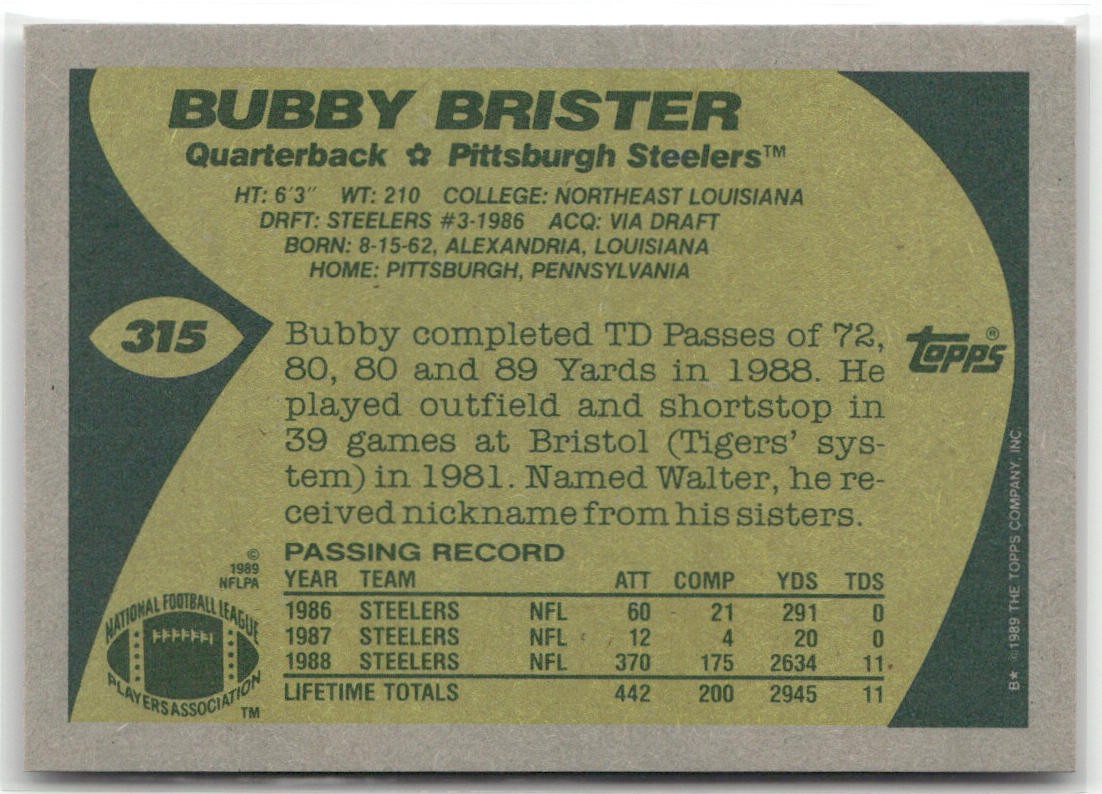 BUBBY BRISTER
Quarterback ✿ Pittsburgh Steelers™
HT: 6'3" WT: 210 COLLEGE: NORTHEAST LOUISIANA
DRFT: STEELERS #3-1986 ACQ: VIA DRAFT
BORN: 8-15-62, ALEXANDRIA, LOUISIANA
HOME: PITTSBURGH, PENNSYLVANIA
315
Bubby completed TD Passes of 72,
80, 80 and 89 Yards in 1988. He
played outfield and shortstop in
39 games at Bristol (Tigers' sys-
tem) in 1981. Named Walter, he re-
ceived nickname from his sisters.
topps®
PASSING RECORD
YEAR TEAM ATT COMP YDS TDS
1986 STEELERS NFL 60 21 291 0
1987 STEELERS NFL 12 4 20 0
1988 STEELERS NFL 370 175 2634 11
LIFETIME TOTALS 442 200 2945 11
©
1989
NFLPA
NATIONAL FOOTBALL LEAGUE
PLAYERS ASSOCIATION
TM
B* ©1989 THE TOPPS COMPANY, INC.